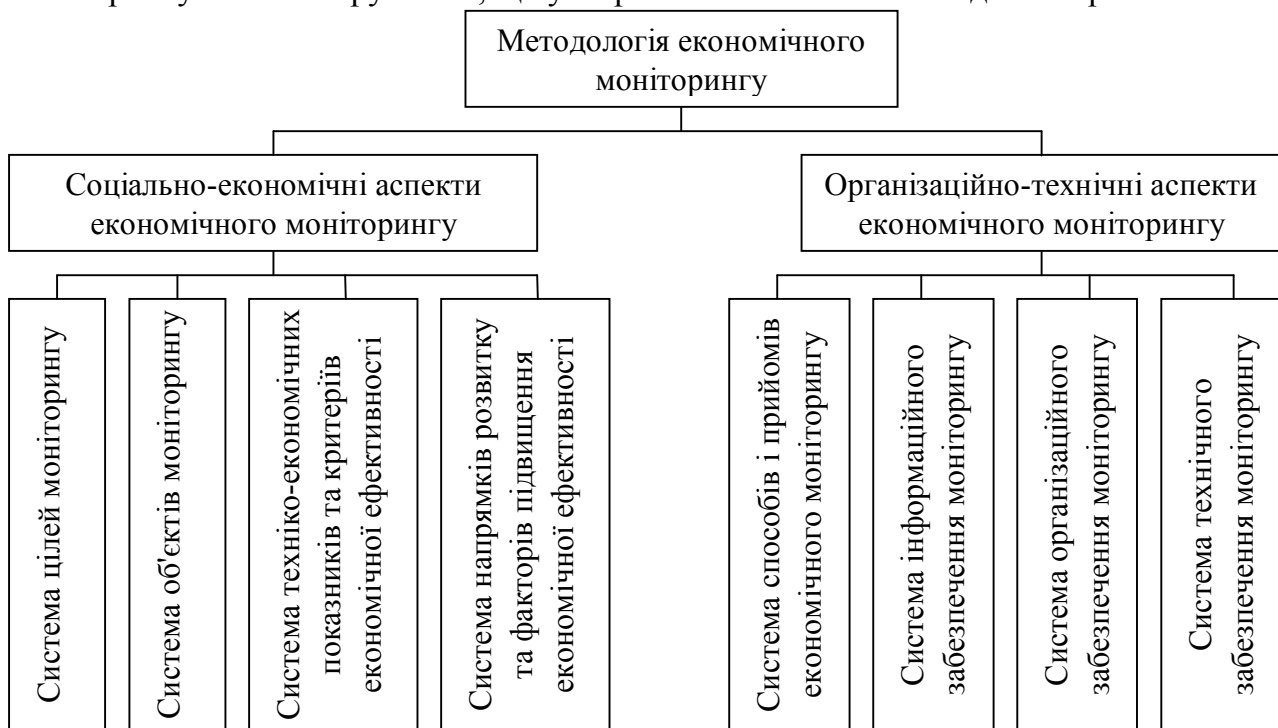 Методологія економічного
моніторингу
Соціально-економічні аспекти
економічного моніторингу
Організаційно-технічні аспекти
економічного моніторингу
Система цілей моніторингу
Система об'єктів моніторингу
Система техніко-економічних
показників та критеріїв
економічної ефективності
Система напрямків розвитку
та факторів підвищення
економічної ефективності
Система способів і прийомів
економічного моніторингу
Система інформаційного
забезпечення моніторингу
Система організаційного
забезпечення моніторингу
Система технічного
забезпечення моніторингу